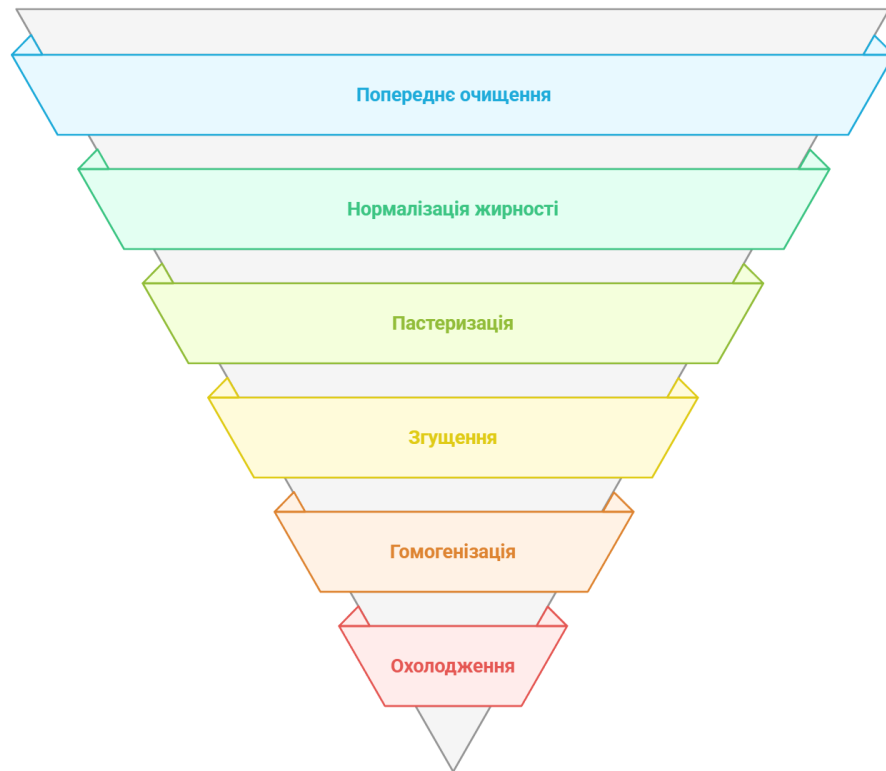 Попереднє очищення
Нормалізація жирності
Пастеризація
Згущення
Гомогенізація
Охолодження